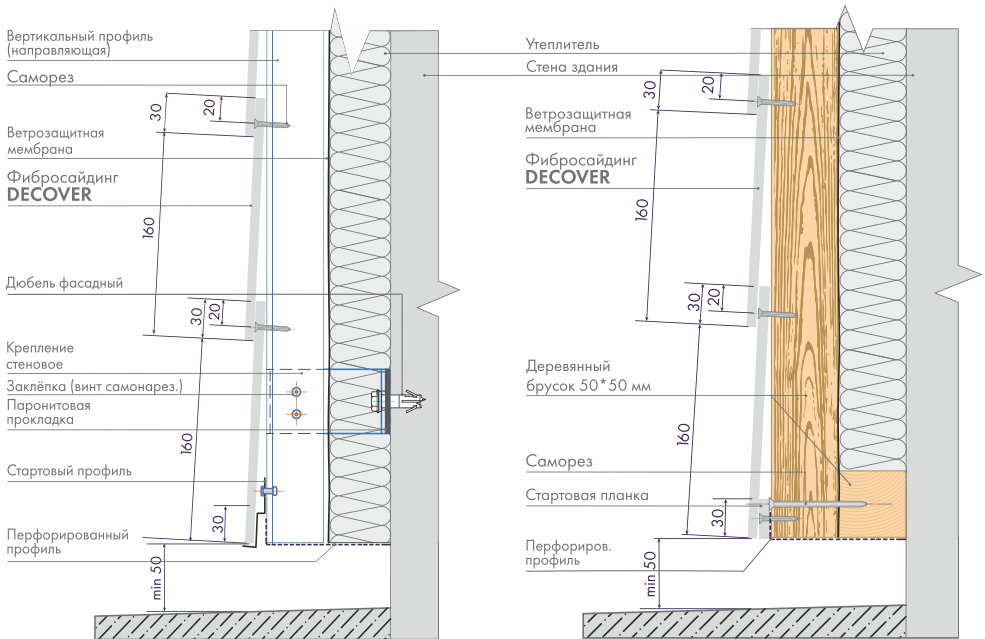 Вертикальный профиль
(направляющая)
Саморез
Ветрозащитная
мембрана
Фибросайдинг
DECOVER
Дюбель фасадный
Крепление
стеновое
Заклёпка (винт самонарез.)
Паронитовая
прокладка
Стартовый профиль
Перфорированный
профиль
30
20
160
30
20
160
30
min 50
Утеплитель
Стена здания
Ветрозащитная
мембрана
Фибросайдинг
DECOVER
Деревянный
брусок 50*50 мм
Саморез
Стартовая планка
Перфориров.
профиль
30
20
160
30
20
160
30
min 50